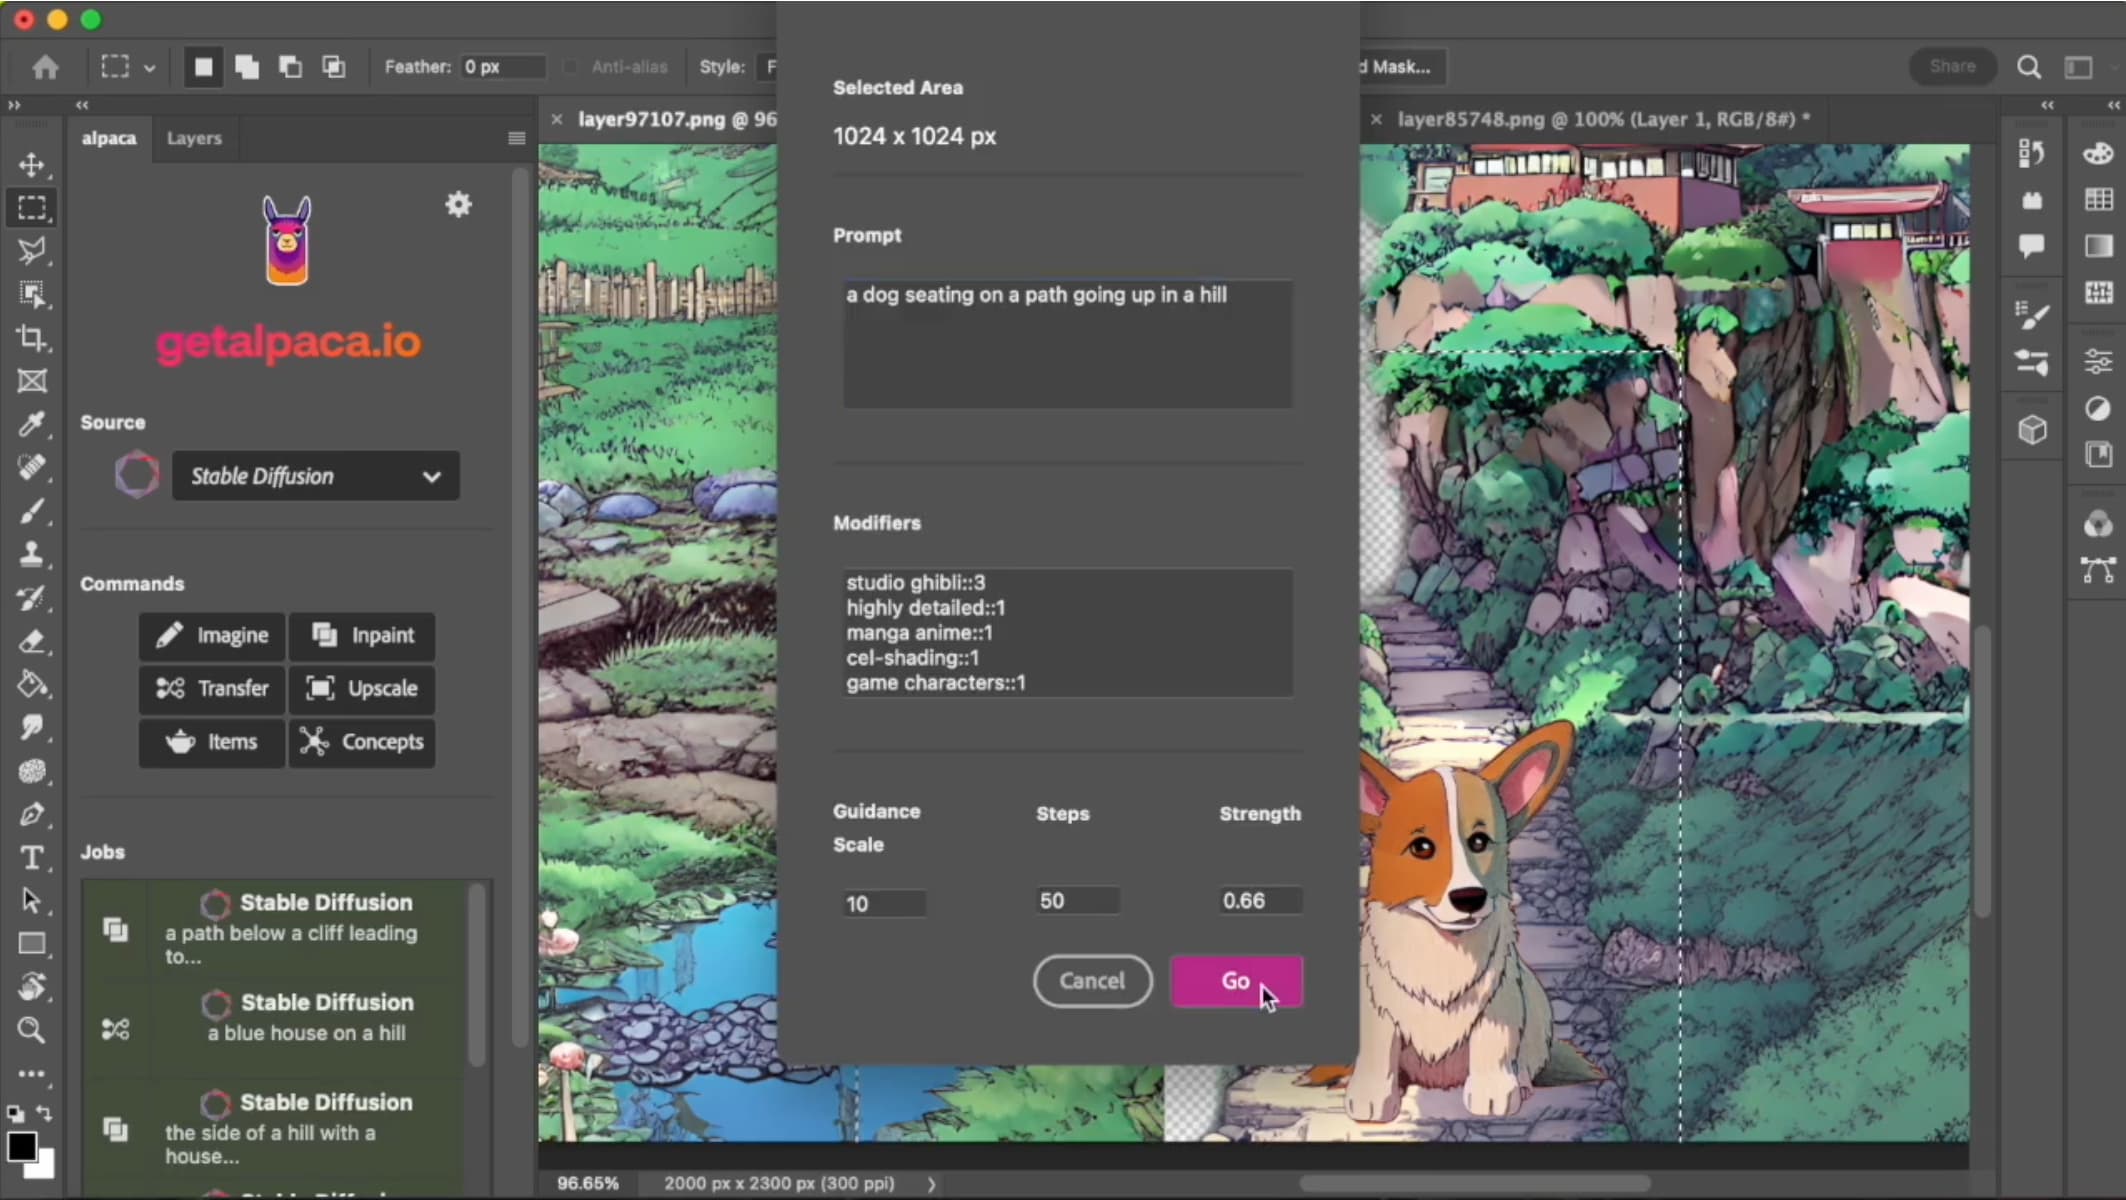 Feather: 0 px
Anti-alias
Style:
d Mask...
Share
alpaca
Layers
layer97107.png @ 96
layer85748.png @ 100% (Layer 1, RGB/8#) *
getalpaca.io
Source
Stable Diffusion
Commands
Imagine
Inpaint
Transfer
Upscale
Items
Concepts
Jobs
Stable Diffusion
a path below a cliff leading
to...
Stable Diffusion
a blue house on a hill
Stable Diffusion
the side of a hill with a
house...
Selected Area
1024 x 1024 px
Prompt
a dog seating on a path going up in a hill
Modifiers
studio ghibli::3
highly detailed::1
manga anime::1
cel-shading::1
game characters::1
Guidance
Scale
Steps
Strength
10
50
0.66
Cancel
Go
96.65%
2000 px x 2300 px (300 ppi)